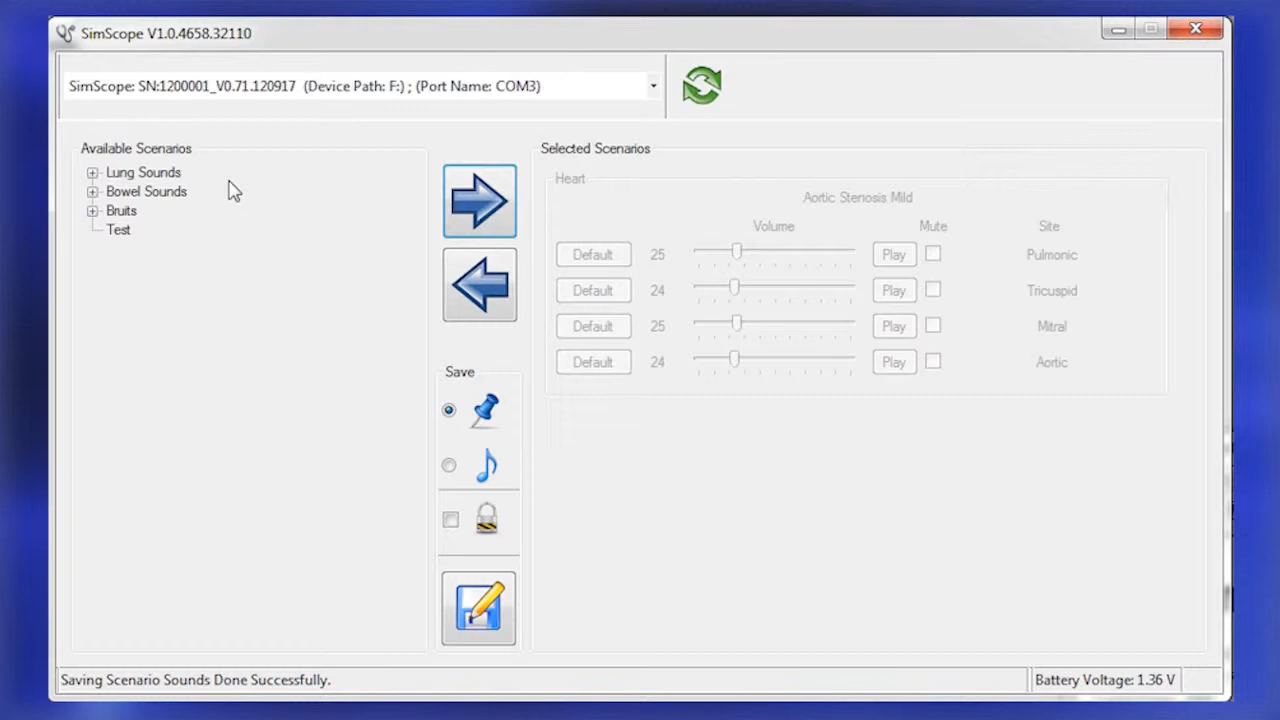 SimScope V1.0.4658.32110
SimScope: SN:1200001_V0.71.120917 (Device Path: F:) ; (Port Name: COM3)
Available Scenarios
Lung Sounds
Bowel Sounds
Bruits
Test
Save
Selected Scenarios
Heart
Aortic Stenosis Mild
Volume Mute Site
Default 25 Play Pulmonic
Default 24 Play Tricuspid
Default 25 Play Mitral
Default 24 Play Aortic
Saving Scenario Sounds Done Successfully. Battery Voltage: 1.36 V